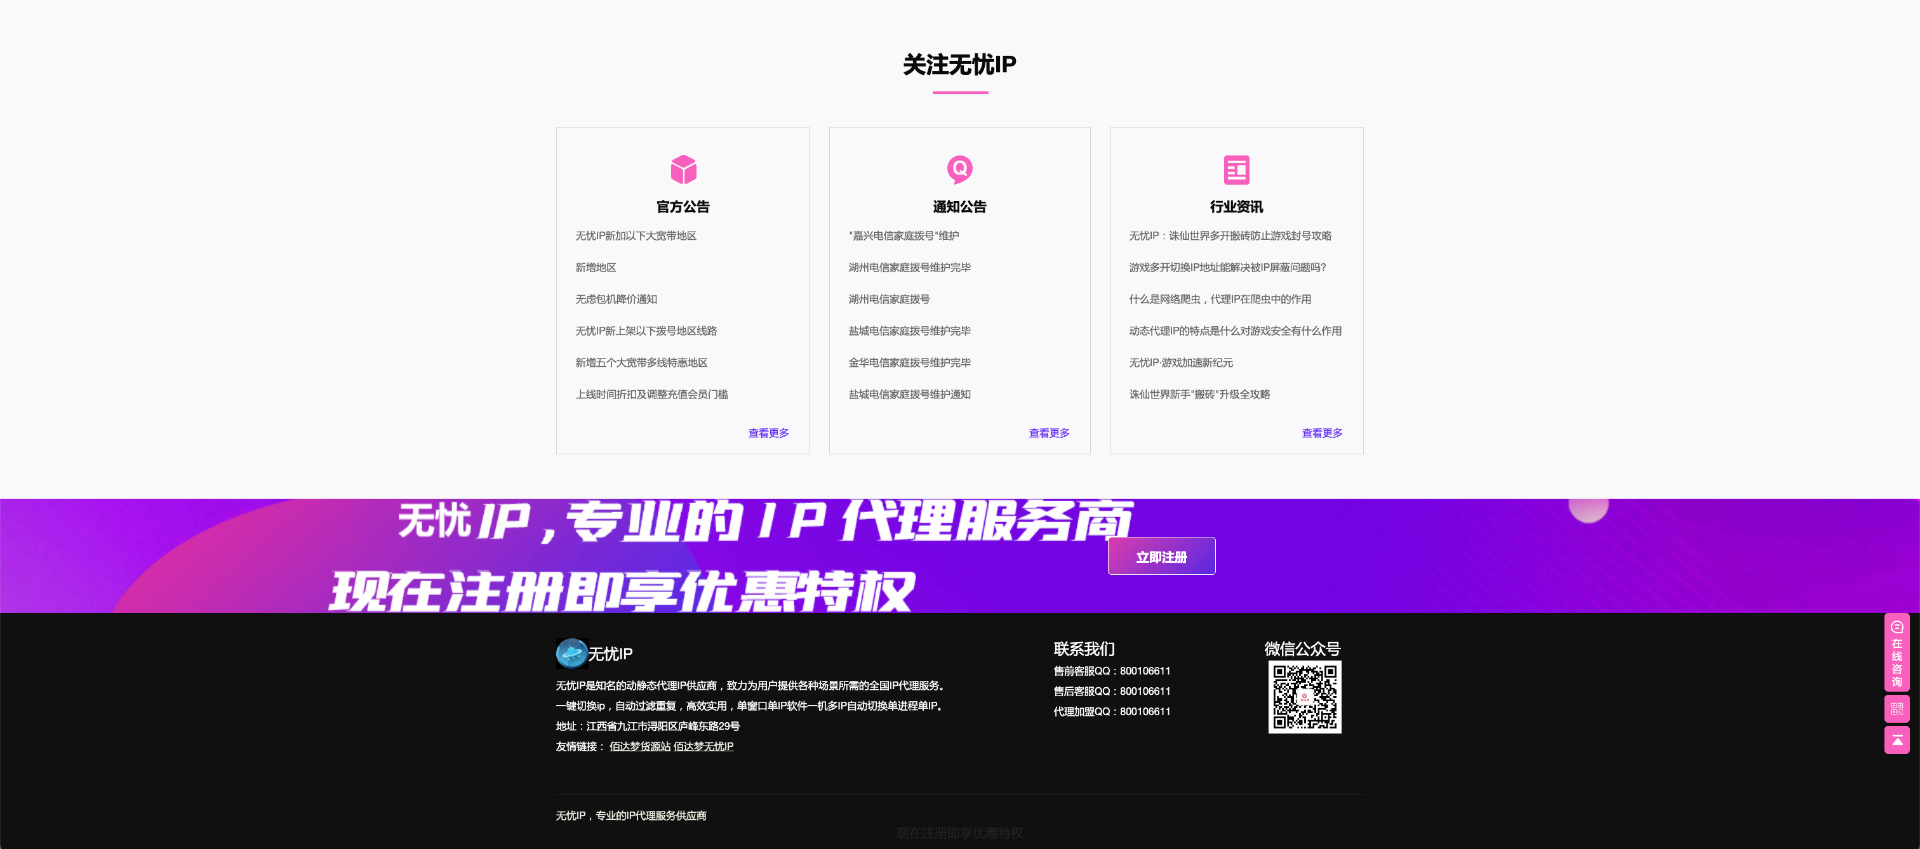 关注无忧IP
官方公告
无忧IP新加以下大宽带地区
新增地区
无虑包机降价通知
无忧IP新上架以下拨号地区线路
新增五个大宽带多线特惠地区
上线时间折扣及调整充值会员门槛
查看更多
通知公告
"嘉兴电信家庭拨号"维护
湖州电信家庭拨号维护完毕
湖州电信家庭拨号
盐城电信家庭拨号维护完毕
金华电信家庭拨号维护完毕
盐城电信家庭拨号维护通知
查看更多
行业资讯
无忧IP：诛仙世界多开搬砖防止游戏封号攻略
游戏多开切换IP地址能解决被IP屏蔽问题吗?
什么是网络爬虫，代理IP在爬虫中的作用
动态代理IP的特点是什么对游戏安全有什么作用
无忧IP·游戏加速新纪元
诛仙世界新手"搬砖"升级全攻略
查看更多
无忧IP,专业的IP代理服务商
现在注册即享优惠特权
立即注册
无忧IP
无忧IP是知名的动静态代理IP供应商，致力为用户提供各种场景所需的全国IP代理服务。
一键切换ip，自动过滤重复，高效实用，单窗口单IP软件一机多IP自动切换单进程单IP。
地址：江西省九江市浔阳区庐峰东路29号
友情链接： 佰达梦货源站 佰达梦无忧IP
联系我们
售前客服QQ：800106611
售后客服QQ：800106611
代理加盟QQ：800106611
微信公众号
在线咨询
无忧IP，专业的IP代理服务供应商
现在注册即享优惠特权